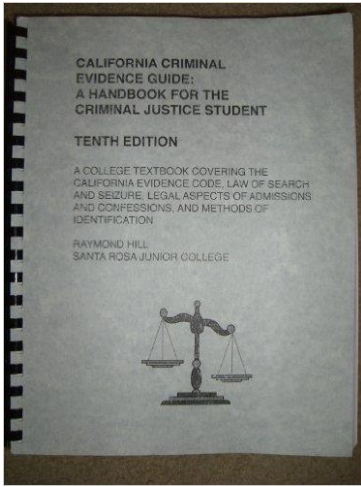 CALIFORNIA CRIMINAL
EVIDENCE GUIDE:
A HANDBOOK FOR THE
CRIMINAL JUSTICE STUDENT
TENTH EDITION
A COLLEGE TEXTBOOK COVERING THE
CALIFORNIA EVIDENCE CODE, LAW OF SEARCH
AND SEIZURE, LEGAL ASPECTS OF ADMISSIONS
AND CONFESSIONS, AND METHODS OF
IDENTIFICATION
RAYMOND HILL
SANTA ROSA JUNIOR COLLEGE